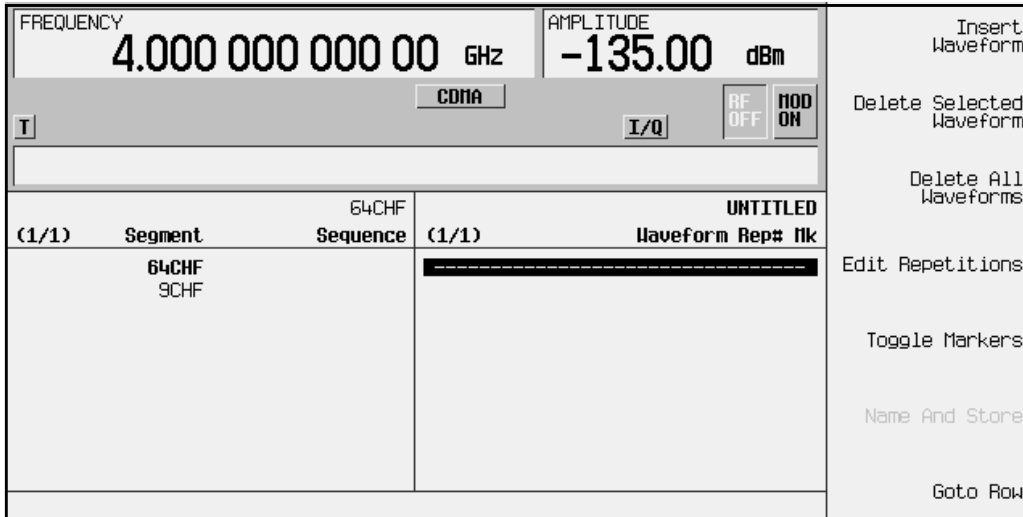 FREQUENCY
4.000 000 000 00 GHz
AMPLITUDE
-135.00 dBm
CDMA
RF OFF
MOD ON
T
I/Q
64CHF
UNTITLED
(1/1) Segment Sequence
(1/1) Waveform Rep# Mk
64CHF
9CHF
---------------------------------
Insert
Waveform
Delete Selected
Waveform
Delete All
Waveforms
Edit Repetitions
Toggle Markers
Name And Store
Goto Row